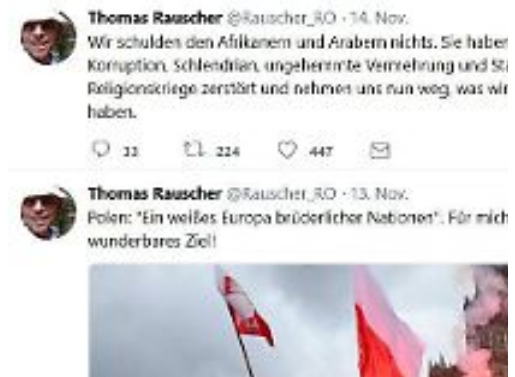 Thomas Rauscher @Rauscher_RO · 14. Nov.
Wir schulden den Afrikanern und Arabern nichts. Sie haben
Korruption, Schlendrian, ungehemmte Vermehrung und
Religionskriege zerstört und nehmen uns nun weg, was wir
haben.
33 224 447
Thomas Rauscher @Rauscher_RO · 13. Nov.
Polen: "Ein weißes Europa brüderlicher Nationen". Für mich
wunderbares Ziel!